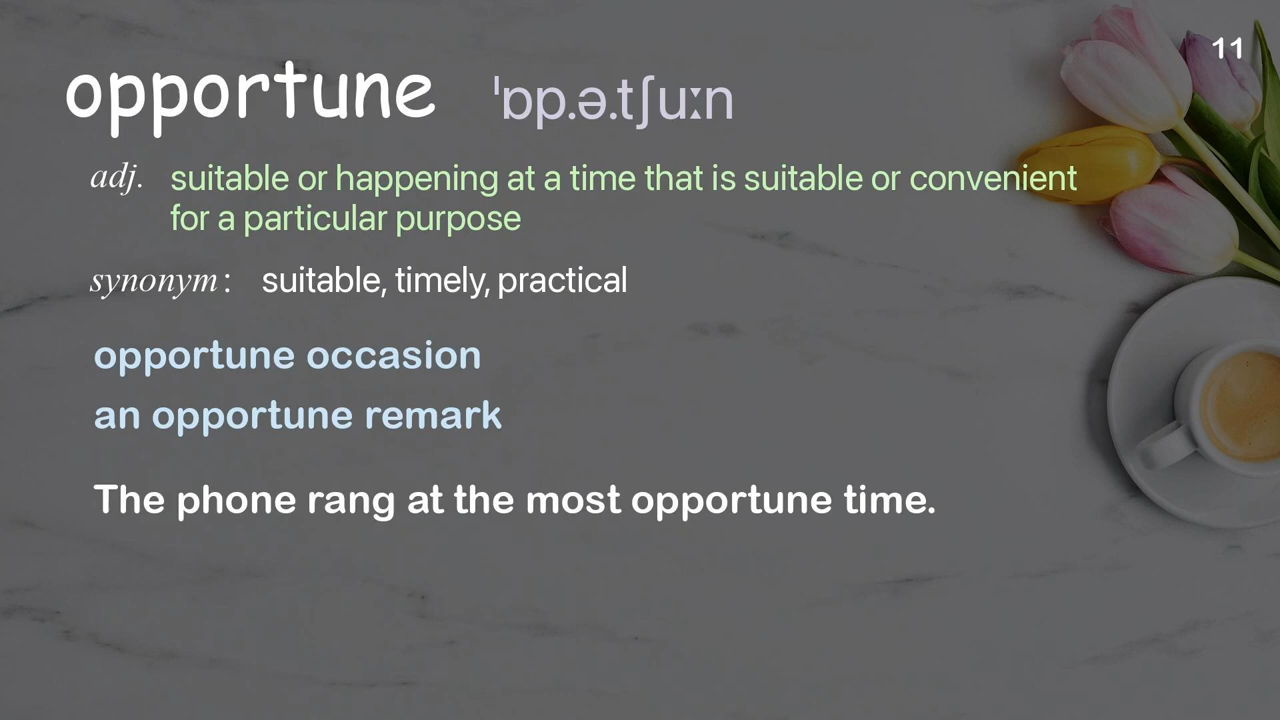 11
opportune ˈɒp.ə.tʃuːn
adj. suitable or happening at a time that is suitable or convenient
for a particular purpose
synonym: suitable, timely, practical
opportune occasion
an opportune remark
The phone rang at the most opportune time.